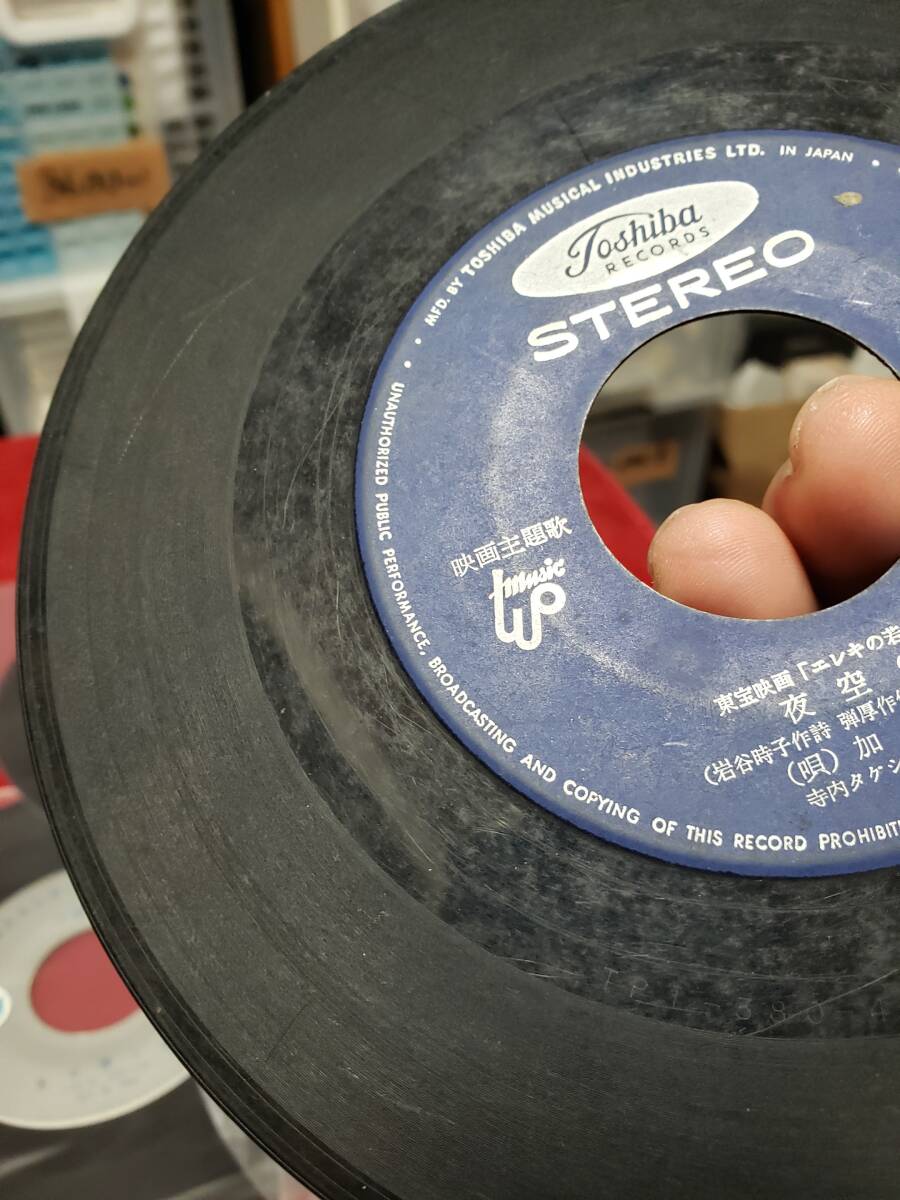 MFD. BY TOSHIBA MUSICAL INDUSTRIES LTD. IN JAPAN •
Toshiba
RECORDS
STEREO
• UNAUTHORIZED PUBLIC PERFORMANCE, BROADCASTING AND COPYING OF THIS RECORD PROHIBIT
映画主題歌
music
東宝映画「エレキの若
夜空
(岩谷時子作詩 弾厚作
(唄) 加
寺内タケシ